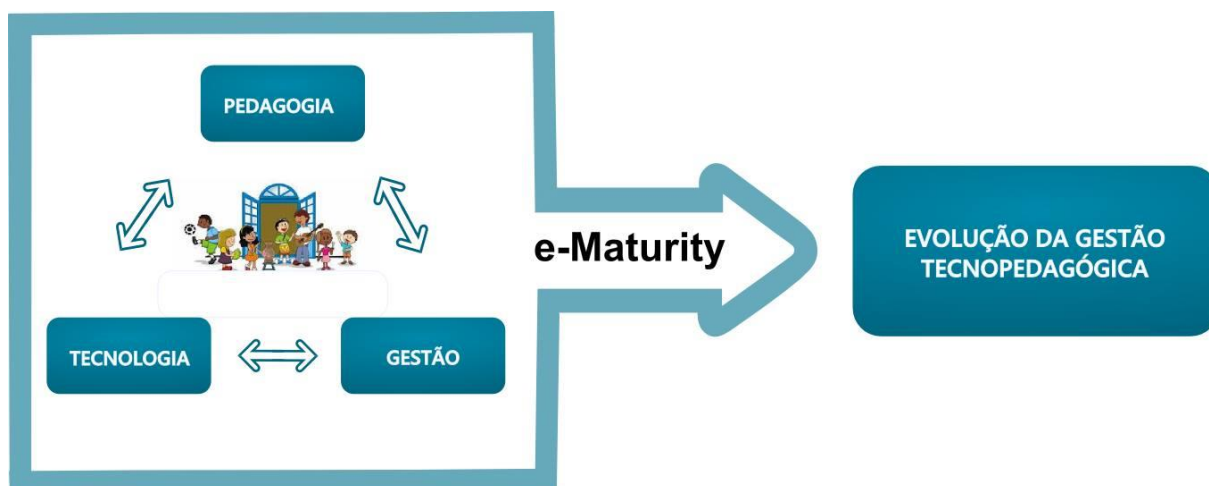 PEDAGOGIA
TECNOLOGIA
GESTÃO
e-Maturity
EVOLUÇÃO DA GESTÃO
TECNOPEDAGÓGICA